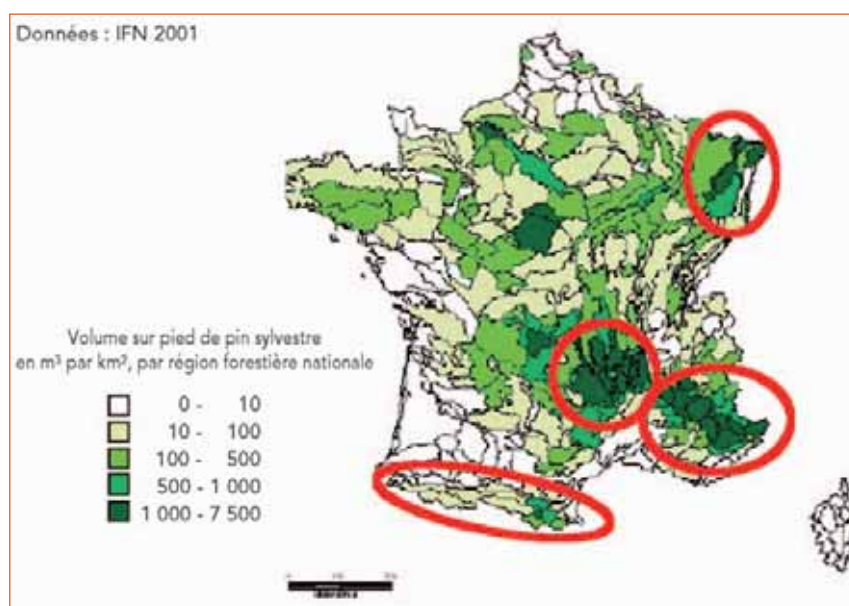 Données : IFN 2001
Volume sur pied de pin sylvestre
en m³ par km², par région forestière nationale
0 - 10
10 - 100
100 - 500
500 - 1 000
1 000 - 7 500